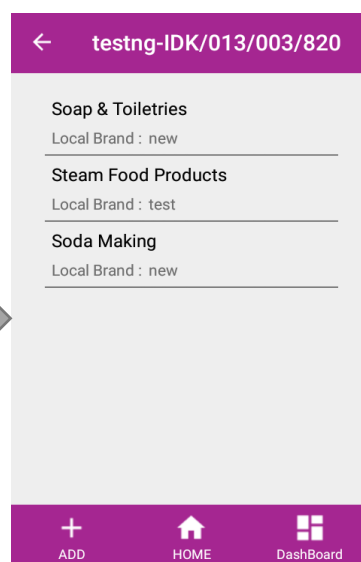 testng-IDK/013/003/820
Soap & Toiletries
Local Brand : new
Steam Food Products
Local Brand : test
Soda Making
Local Brand : new
ADD HOME DashBoard